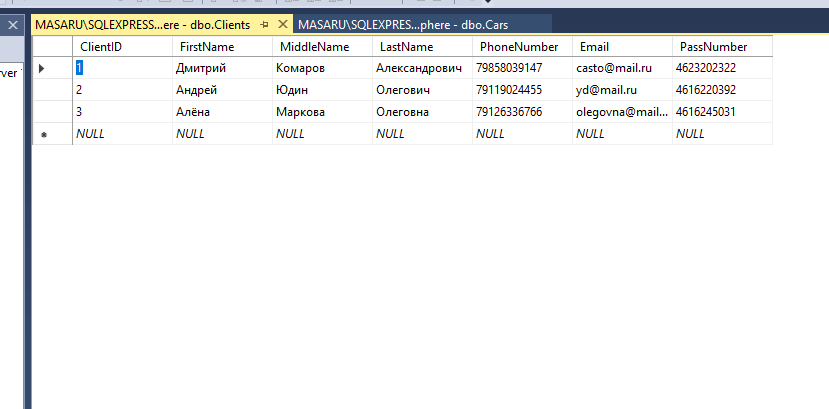 MASARU\SQLEXPRESS...ere - dbo.Clients MASARU\SQLEXPRES...phere - dbo.Cars
ClientID FirstName MiddleName LastName PhoneNumber Email PassNumber
1 Дмитрий Комаров Александрович 79858039147 casto@mail.ru 4623202322
2 Андрей Юдин Олегович 79119024455 yd@mail.ru 4616220392
3 Алёна Маркова Олеговна 79126336766 olegovna@mail... 4616245031
NULL NULL NULL NULL NULL NULL NULL